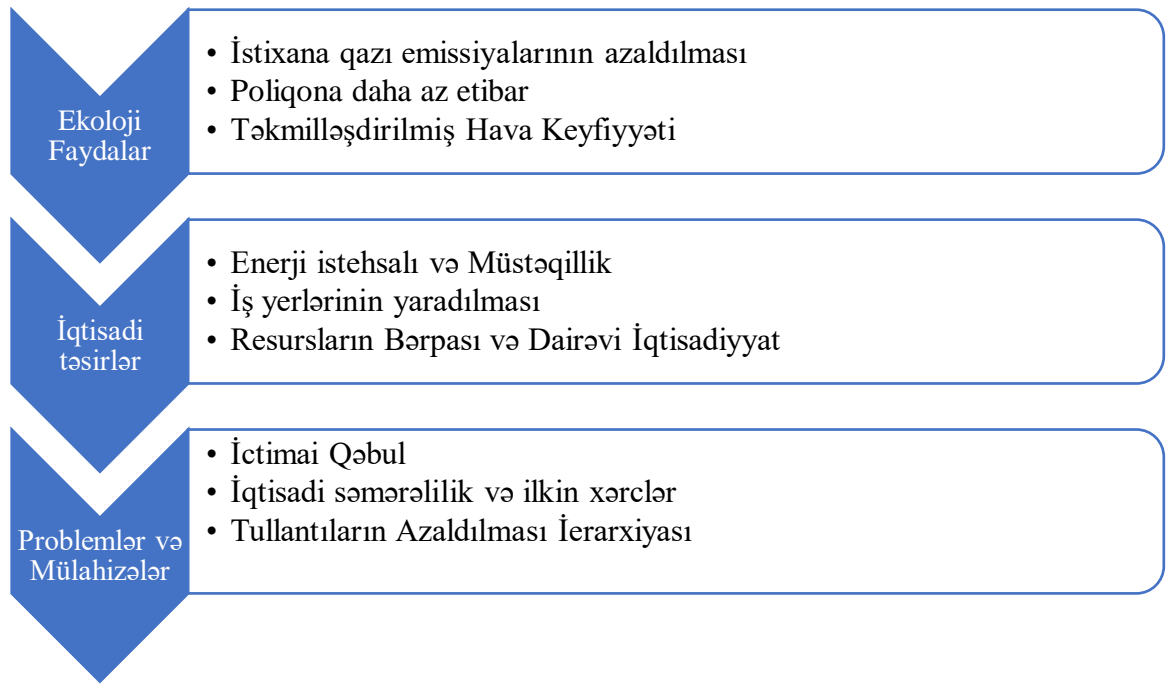 Ekoloji
Faydalar
• İstixana qazı emissiyalarının azaldılması
• Poliqona daha az etibar
• Təkmilləşdirilmiş Hava Keyfiyyəti
İqtisadi
təsirlər
• Enerji istehsalı və Müstəqillik
• İş yerlərinin yaradılması
• Resursların Bərpası və Dairəvi İqtisadiyyat
Problemlər və
Mülahizələr
• İctimai Qəbul
• İqtisadi səmərəlilik və ilkin xərclər
• Tullantıların Azaldılması İerarxiyası